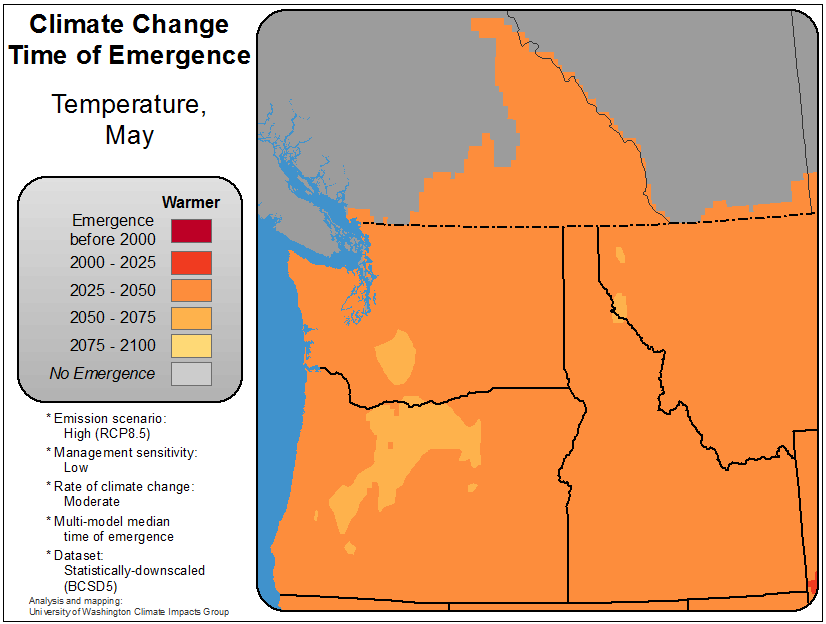 Climate Change
Time of Emergence
Temperature,
May
Warmer
Emergence
before 2000
2000 - 2025
2025 - 2050
2050 - 2075
2075 - 2100
No Emergence
* Emission scenario:
High (RCP8.5)
* Management sensitivity:
Low
* Rate of climate change:
Moderate
* Multi-model median
time of emergence
* Dataset:
Statistically-downscaled
(BCSD5)
Analysis and mapping:
University of Washington Climate Impacts Group